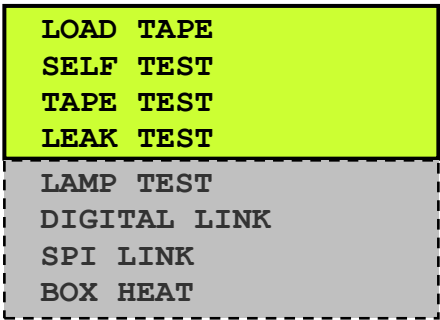 LOAD TAPE
SELF TEST
TAPE TEST
LEAK TEST
LAMP TEST
DIGITAL LINK
SPI LINK
BOX HEAT